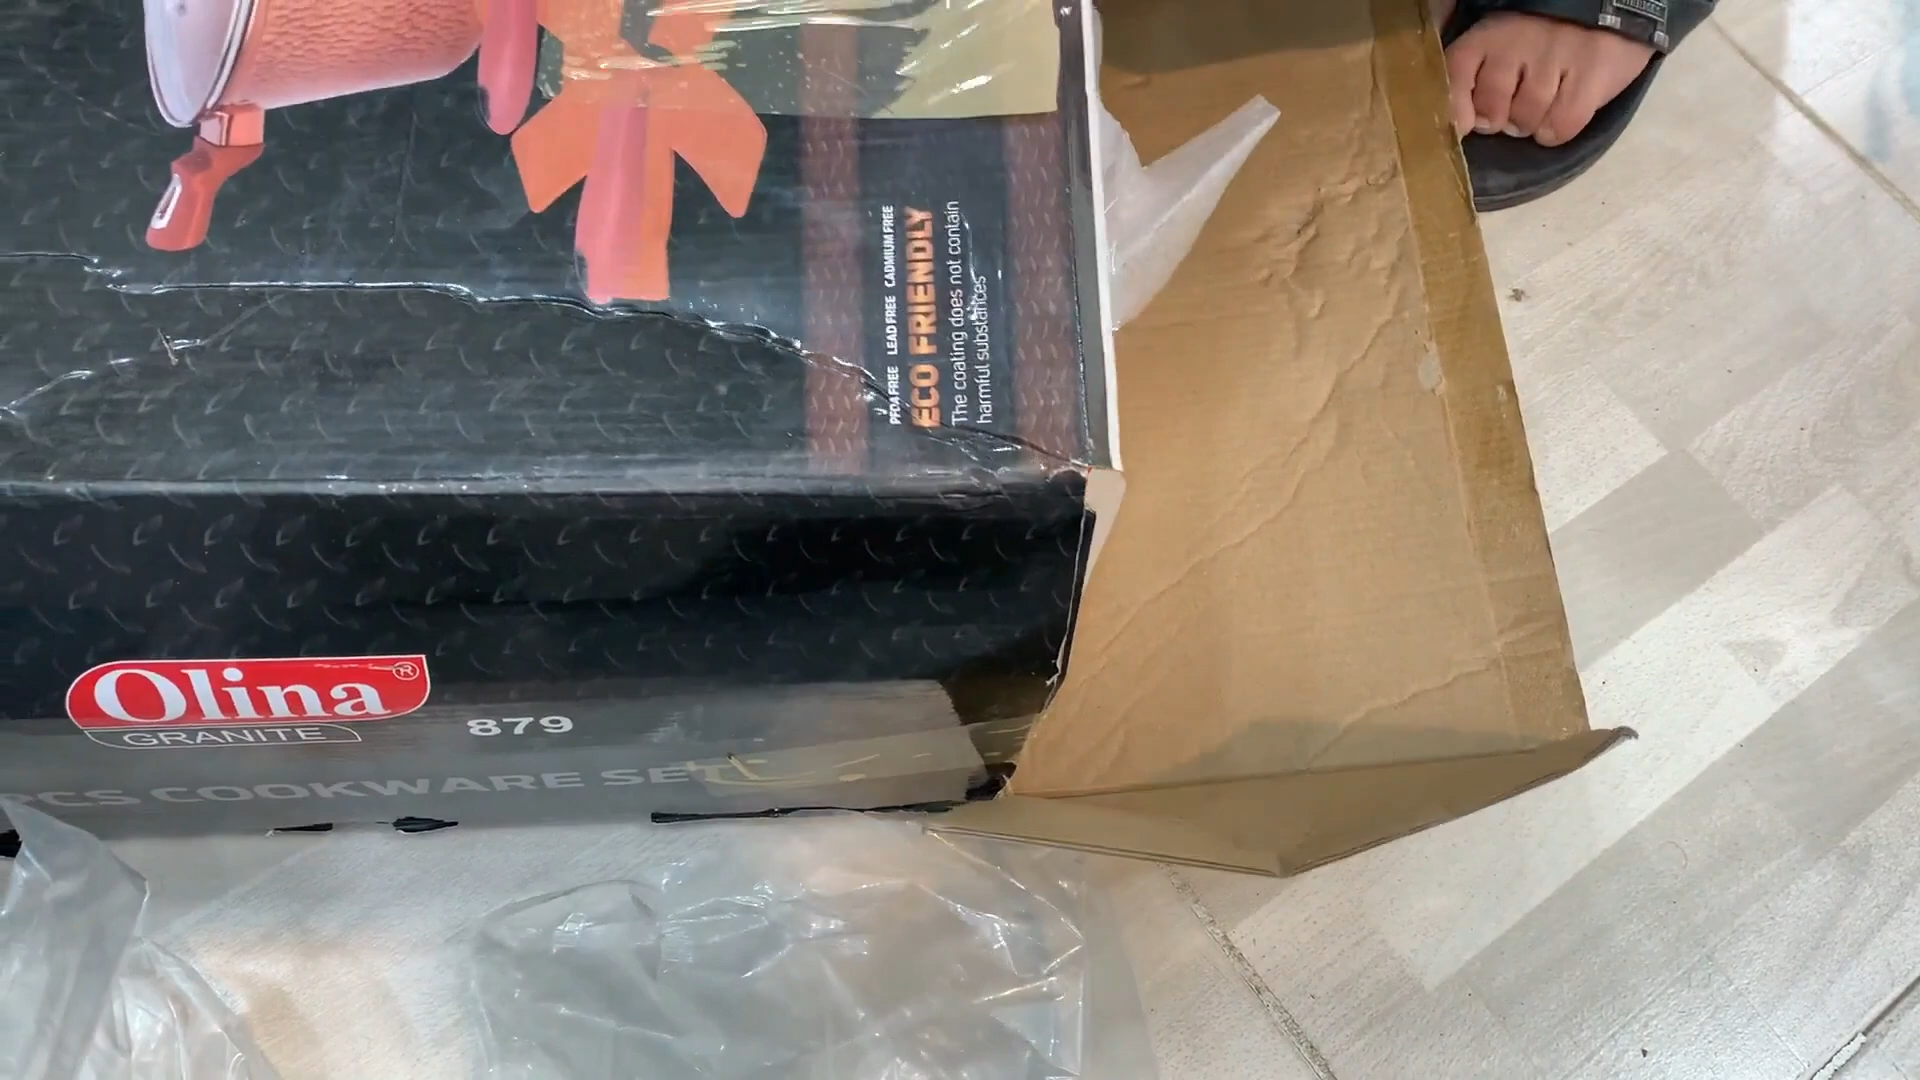 PFOA FREE LEAD FREE CADMIUM FREE
ECO FRIENDLY
The coating does not contain
harmful substances
Olina®
GRANITE
879
PCS COOKWARE SET